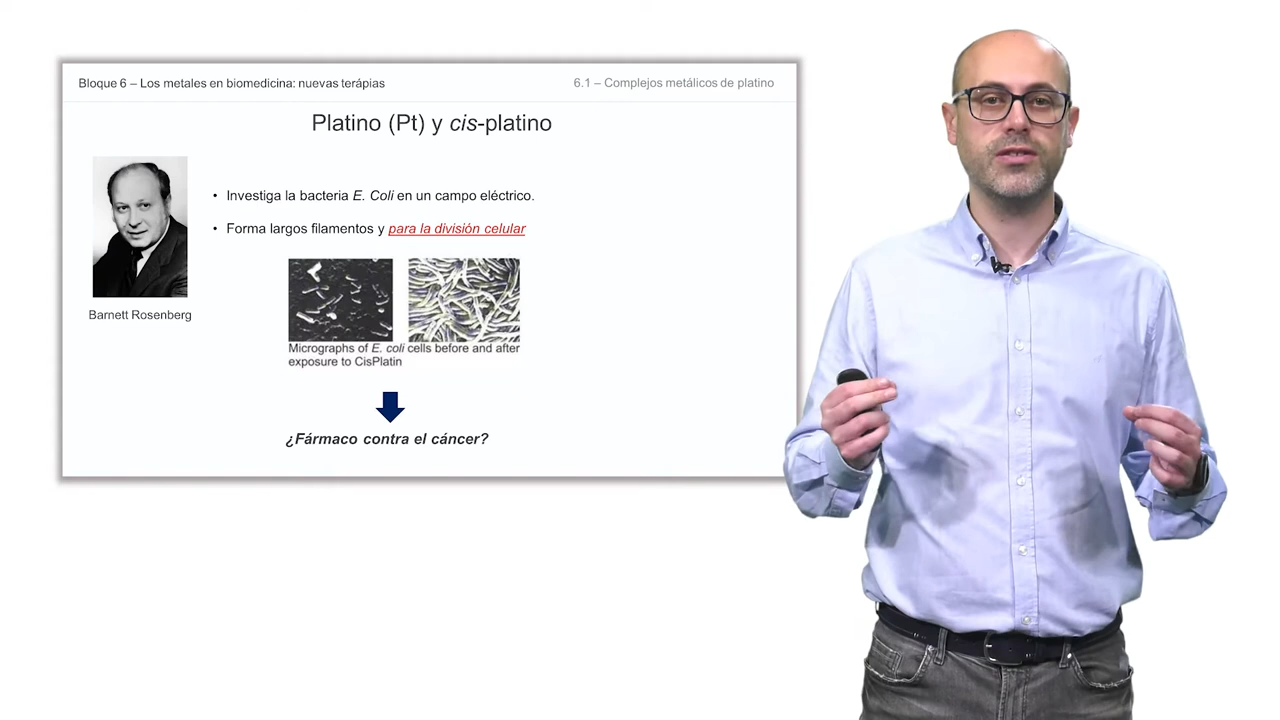 Bloque 6 – Los metales en biomedicina: nuevas terápias
6.1 – Complejos metálicos de platino
Platino (Pt) y cis-platino
• Investiga la bacteria E. Coli en un campo eléctrico.
• Forma largos filamentos y para la división celular
Barnett Rosenberg
Micrographs of E. coli cells before and after
exposure to CisPlatin
¿Fármaco contra el cáncer?